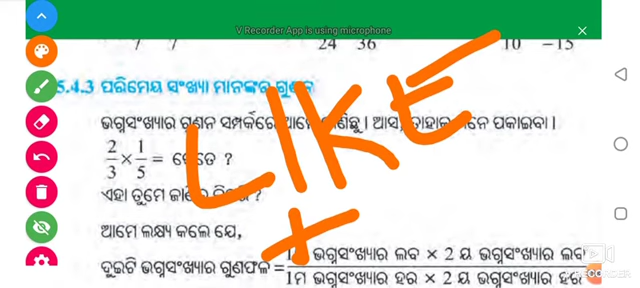 V Recorder App is using microphone
7 7 24 36 10 -15
5.4.3 ପରିମେୟ ସଂଖ୍ୟା ମାନଙ୍କର ଗୁଣନ
ଭଗ୍ନସଂଖ୍ୟାର ଗୁଣନ ସମ୍ପର୍କରେ ଆମେ ଜାଣିଛୁ । ଆସ, ତାହାକୁ ମନେ ପକାଇବା ।
LIKE
2/3 × 1/5 = କେତେ ?
ଏହା ତୁମେ ଜାଣିଛ କି ?
ଆମେ ଲକ୍ଷ୍ୟ କଲେ ଯେ,
ଦୁଇଟି ଭଗ୍ନସଂଖ୍ୟାର ଗୁଣଫଳ = 1ମ ଭଗ୍ନସଂଖ୍ୟାର ଲବ × 2 ୟ ଭଗ୍ନସଂଖ୍ୟାର ଲବ
1ମ ଭଗ୍ନସଂଖ୍ୟାର ହର × 2 ୟ ଭଗ୍ନସଂଖ୍ୟାର ହର